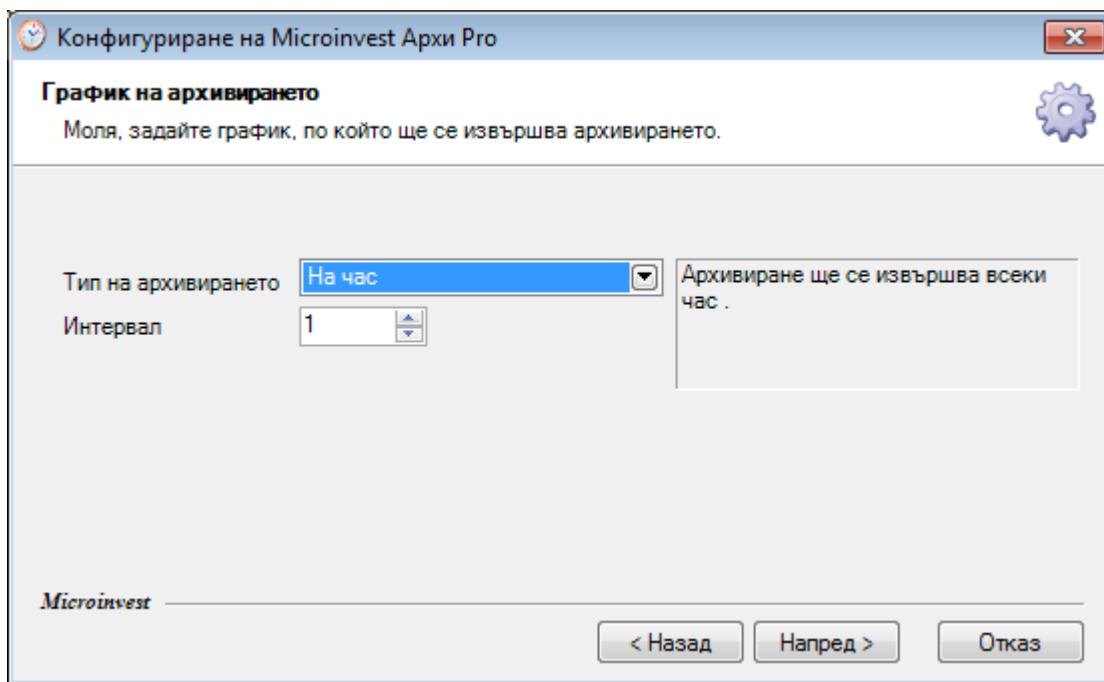 Конфигуриране на Microinvest Архи Pro
График на архивирането
Моля, задайте график, по който ще се извършва архивирането.
Тип на архивирането
На час
Архивиране ще се извършва всеки
час .
Интервал
1
Microinvest
< Назад
Напред >
Отказ